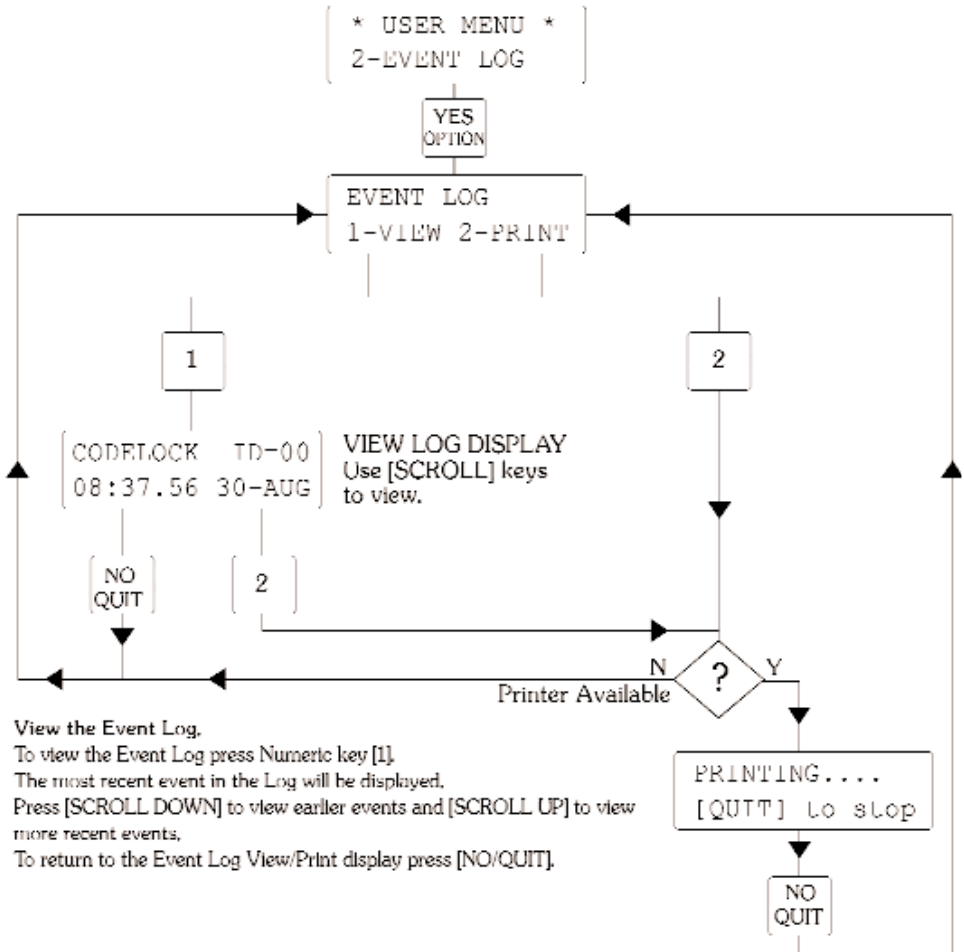 * USER MENU *
2-EVENT LOG
YES
OPTION
EVENT LOG
1-VIEW 2-PRINT
1
2
CODELOCK ID-00
08:37.56 30-AUG
VIEW LOG DISPLAY
Use [SCROLL] keys
to view.
NO
QUIT
2
N
?
Y
Printer Available
View the Event Log.
To view the Event Log press Numeric key [1].
The most recent event in the Log will be displayed.
Press [SCROLL DOWN] to view earlier events and [SCROLL UP] to view
more recent events.
To return to the Event Log View/Print display press [NO/QUIT].
PRINTING....
[QUIT] to stop
NO
QUIT